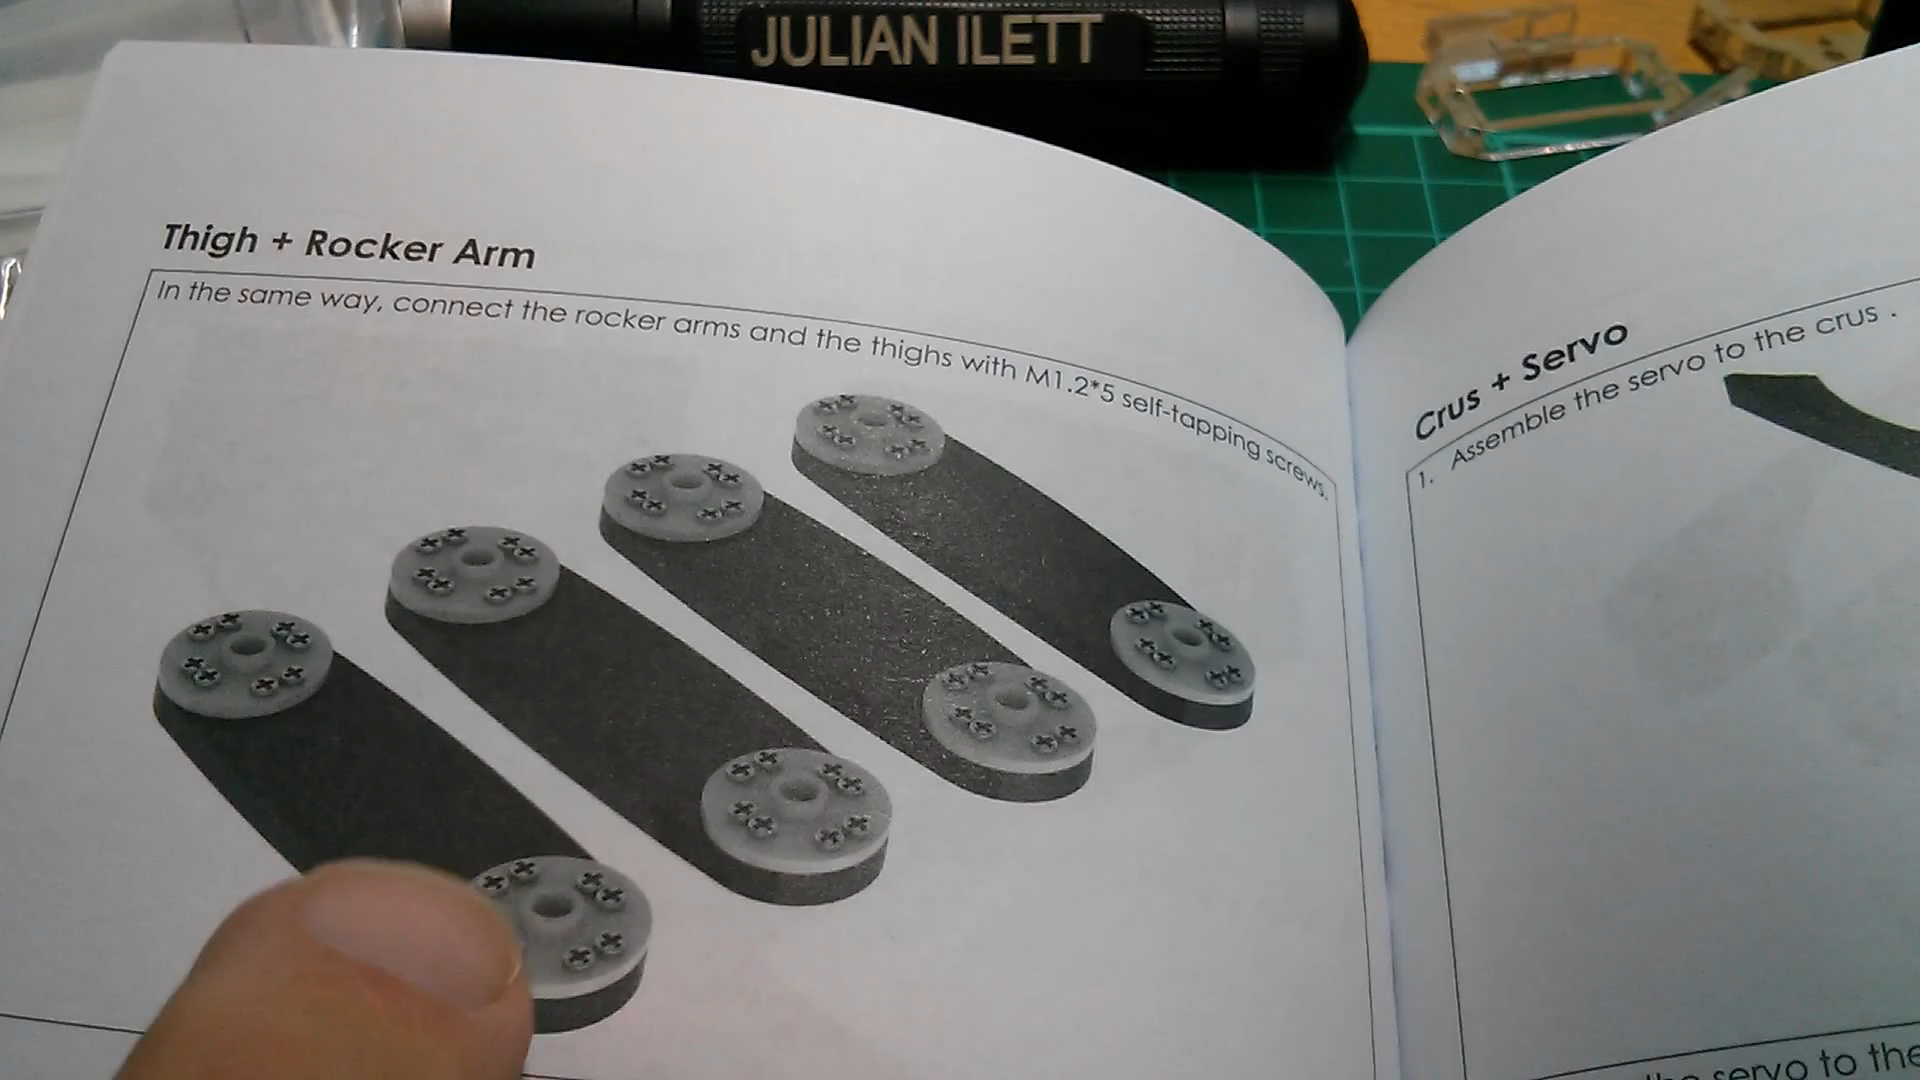 JULIAN ILETT
Thigh + Rocker Arm
In the same way, connect the rocker arms and the thighs with M1.2*5 self-tapping screws.
Crus + Servo
1. Assemble the servo to the crus .
servo to the